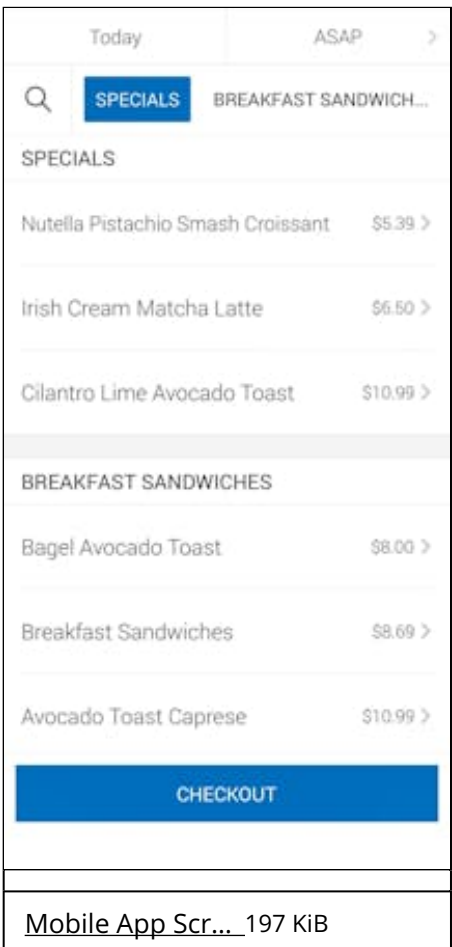 Today ASAP >
SPECIALS BREAKFAST SANDWICH...
SPECIALS
Nutella Pistachio Smash Croissant $5.39 >
Irish Cream Matcha Latte $6.50 >
Cilantro Lime Avocado Toast $10.99 >
BREAKFAST SANDWICHES
Bagel Avocado Toast $8.00 >
Breakfast Sandwiches $8.69 >
Avocado Toast Caprese $10.99 >
CHECKOUT
Mobile App Scr... 197 KiB